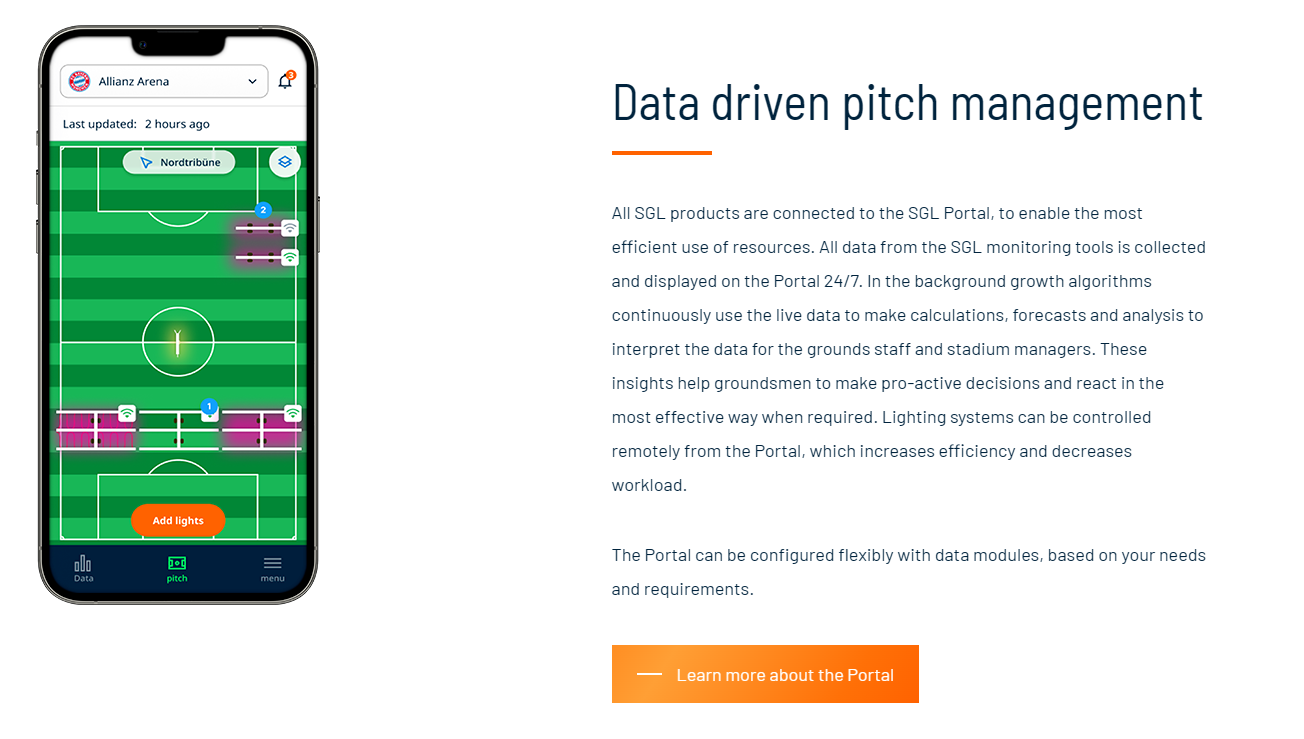 Allianz Arena
3
Last updated: 2 hours ago
Nordtribüne
2
1
Add lights
Data
pitch
menu
Data driven pitch management
All SGL products are connected to the SGL Portal, to enable the most
efficient use of resources. All data from the SGL monitoring tools is collected
and displayed on the Portal 24/7. In the background growth algorithms
continuously use the live data to make calculations, forecasts and analysis to
interpret the data for the grounds staff and stadium managers. These
insights help groundsmen to make pro-active decisions and react in the
most effective way when required. Lighting systems can be controlled
remotely from the Portal, which increases efficiency and decreases
workload.
The Portal can be configured flexibly with data modules, based on your needs
and requirements.
Learn more about the Portal